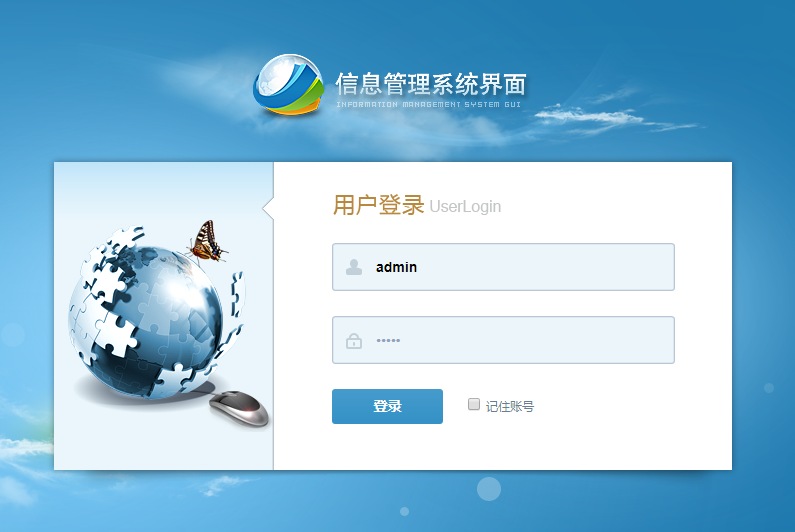 信息管理系统界面
INFORMATION MANAGEMENT SYSTEM GUI
用户登录 UserLogin
admin
•••••
登录
记住账号